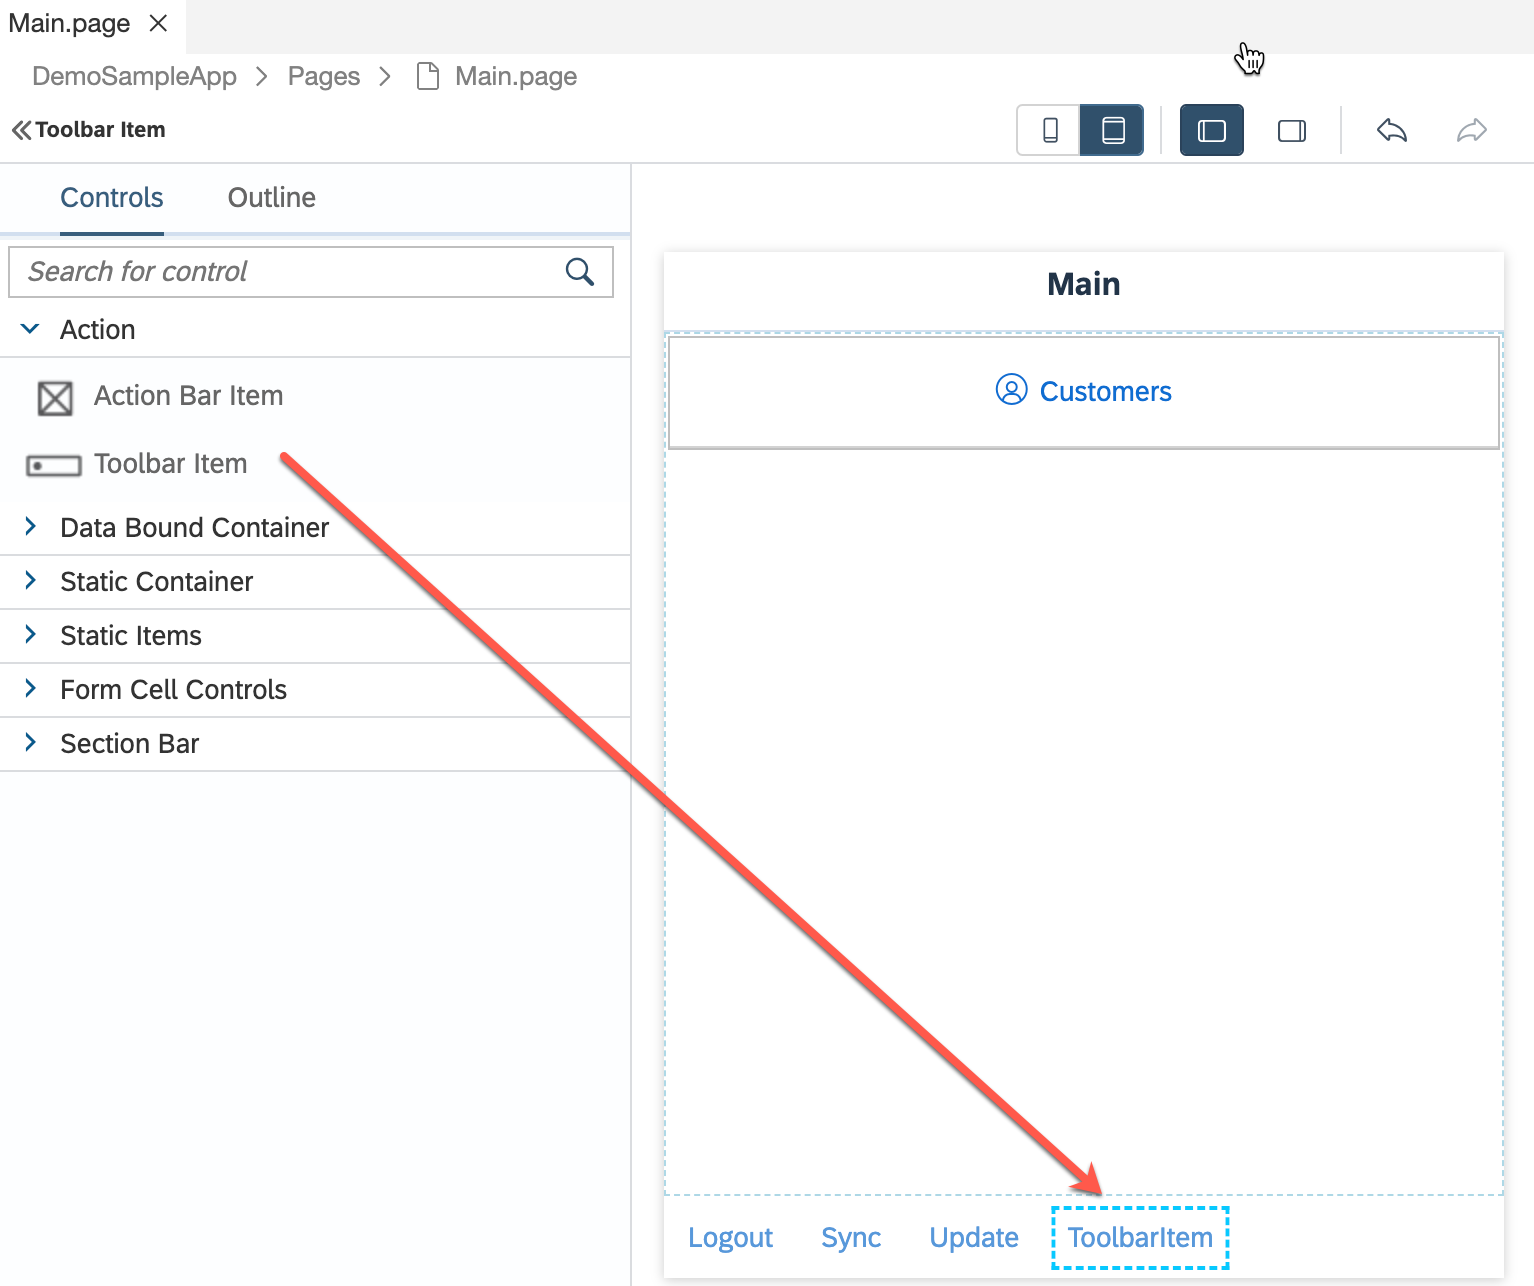 Main.page
DemoSampleApp > Pages > Main.page
Toolbar Item
Controls Outline
Search for control
Action
Action Bar Item
Toolbar Item
Data Bound Container
Static Container
Static Items
Form Cell Controls
Section Bar
Main
Customers
Logout Sync Update ToolbarItem